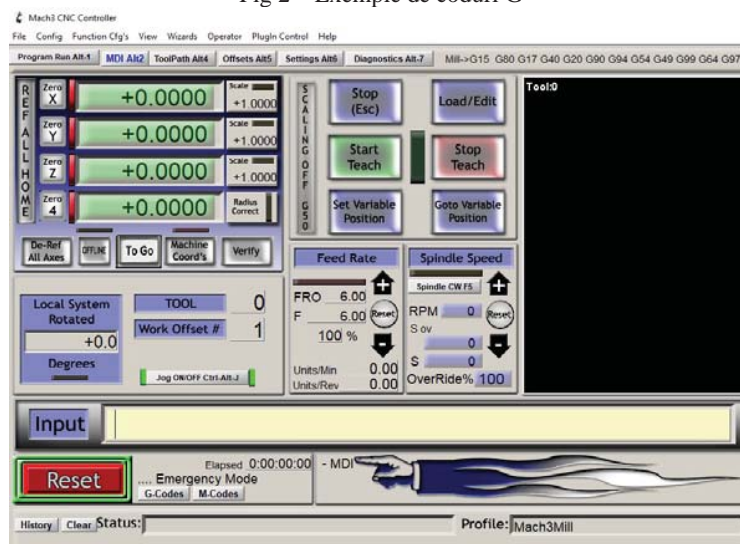 Fig 2 – Exemple de coduri G
Mach3 CNC Controller
File Config Function Cfg's View Wizards Operator PlugIn Control Help
Program Run Alt-1 MDI Alt2 ToolPath Alt4 Offsets Alt5 Settings Alt6 Diagnostics Alt-7 Mill->G15 G80 G17 G40 G20 G90 G94 G54 G49 G99 G64 G97
REF ALL HOME
Zero X +0.0000 Scale +1.0000
Zero Y +0.0000 Scale +1.0000
Zero Z +0.0000 Scale +1.0000
Zero 4 +0.0000 Radius Correct
De-Ref All Axes OFFLINE To Go Machine Coord's Verify
SCALING OFF G50
Stop (Esc) Load/Edit
Start Teach Stop Teach
Set Variable Position Goto Variable Position
Tool:0
Local System Rotated
+0.0
Degrees
TOOL 0
Work Offset # 1
Jog ON/OFF Ctrl-Alt-J
Feed Rate
FRO 6.00
F 6.00 Reset
100 %
Units/Min 0.00
Units/Rev 0.00
Spindle Speed
Spindle CW F5
RPM 0 Reset
S ov
0
S 0
OverRide% 100
Input
Reset
Elapsed 0:00:00:00
.... Emergency Mode
G-Codes M-Codes
- MDI
History Clear Status:
Profile: Mach3Mill